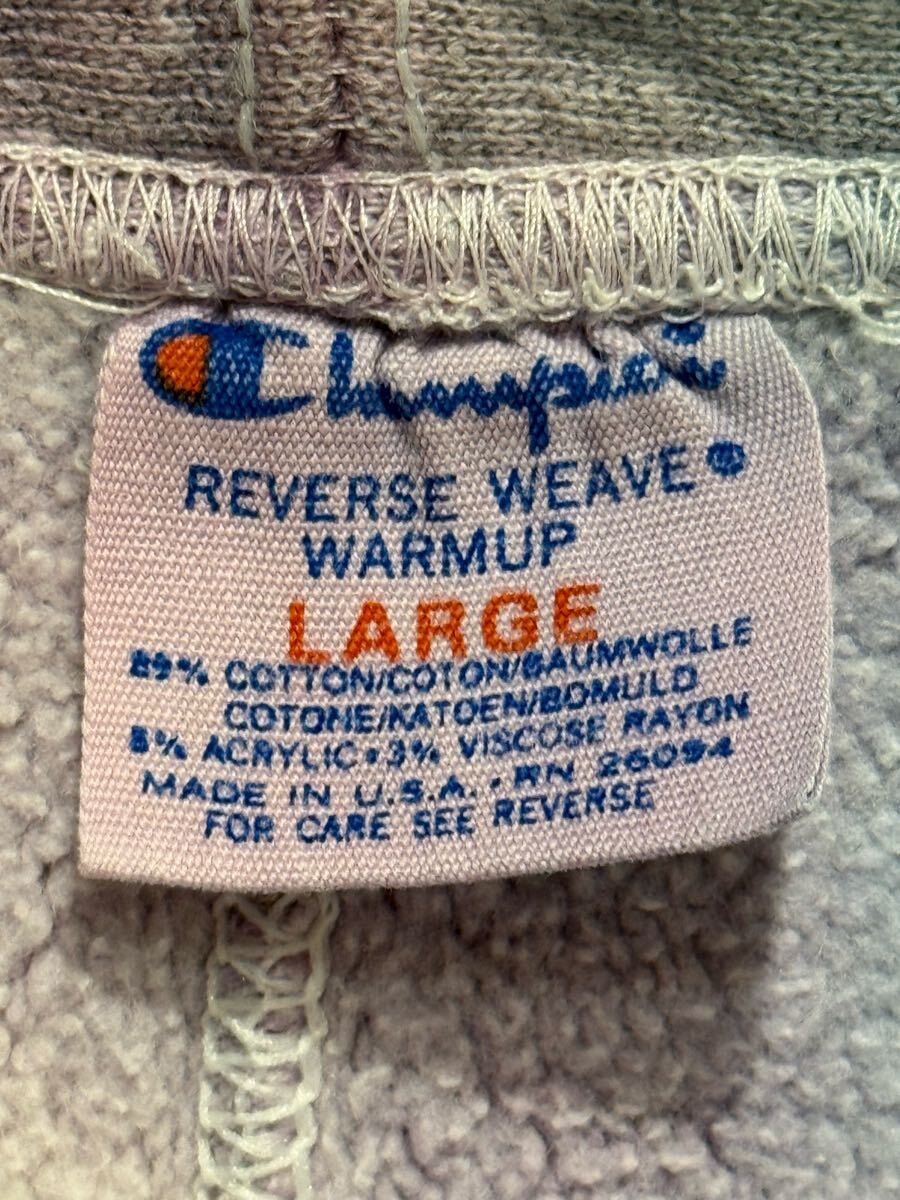 Champion
REVERSE WEAVE®
WARMUP
LARGE
89% COTTON/COTON/BAUMWOLLE
COTONE/KATOEN/BOMULD
8% ACRYLIC•3% VISCOSE RAYON
MADE IN U.S.A. • RN 26094
FOR CARE SEE REVERSE